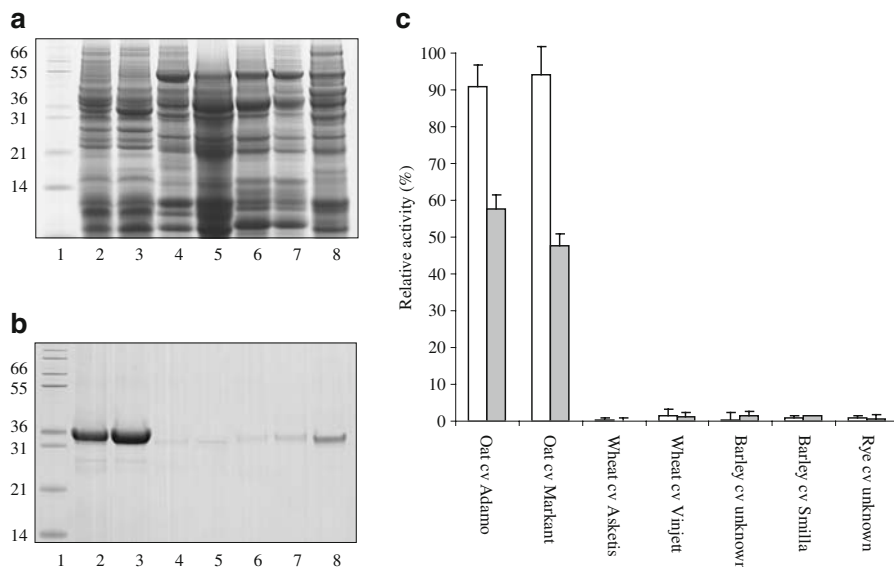 a
66
55
36
31
21
14
1 2 3 4 5 6 7 8
b
66
55
36
31
21
14
1 2 3 4 5 6 7 8
c
Relative activity (%)
100
90
80
70
60
50
40
30
20
10
0
Oat cv Adamo
Oat cv Markant
Wheat cv Asketis
Wheat cv Vinjett
Barley cv unknown
Barley cv Smilla
Rye cv unknown